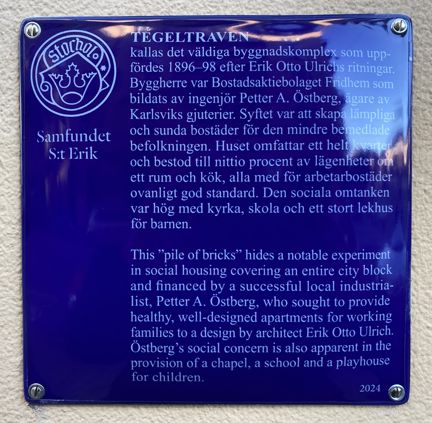 TEGELTRAVEN
kallas det väldiga byggnadskomplex som upp-
fördes 1896–98 efter Erik Otto Ulrichs ritningar.
Byggherre var Bostadsaktiebolaget Fridhem som
bildats av ingenjör Petter A. Östberg, ägare av
Karlsviks gjuterier. Syftet var att skapa lämpliga
och sunda bostäder för den mindre bemedlade
befolkningen. Huset omfattar ett helt kvarter
och bestod till nittio procent av lägenheter om
ett rum och kök, alla med för arbetarbostäder
ovanligt god standard. Den sociala omtanken
var hög med kyrka, skola och ett stort lekhus
för barnen.
This ”pile of bricks” hides a notable experiment
in social housing covering an entire city block
and financed by a successful local industria-
list, Petter A. Östberg, who sought to provide
healthy, well-designed apartments for working
families to a design by architect Erik Otto Ulrich.
Östberg’s social concern is also apparent in the
provision of a chapel, a school and a playhouse
for children.
2024
Samfundet
S:t Erik